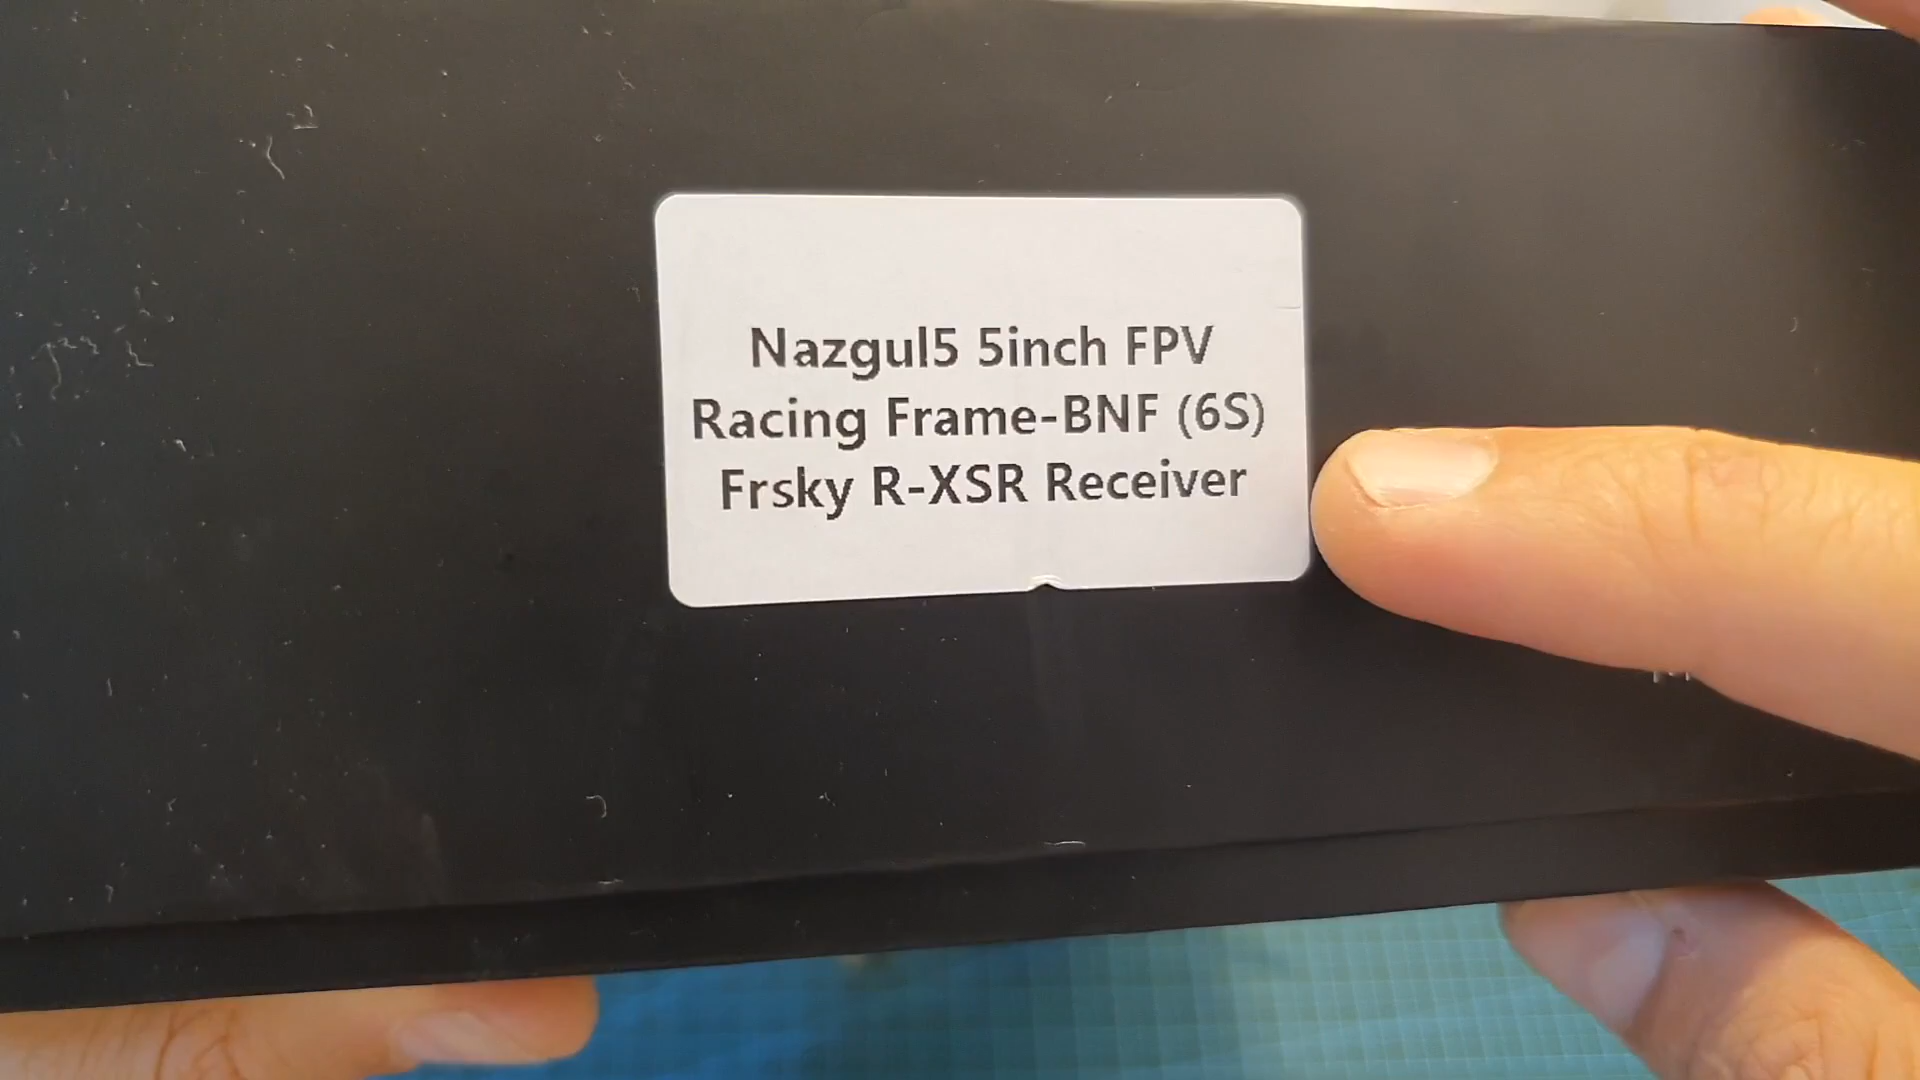 Nazgul5 5inch FPV
Racing Frame-BNF (6S)
Frsky R-XSR Receiver